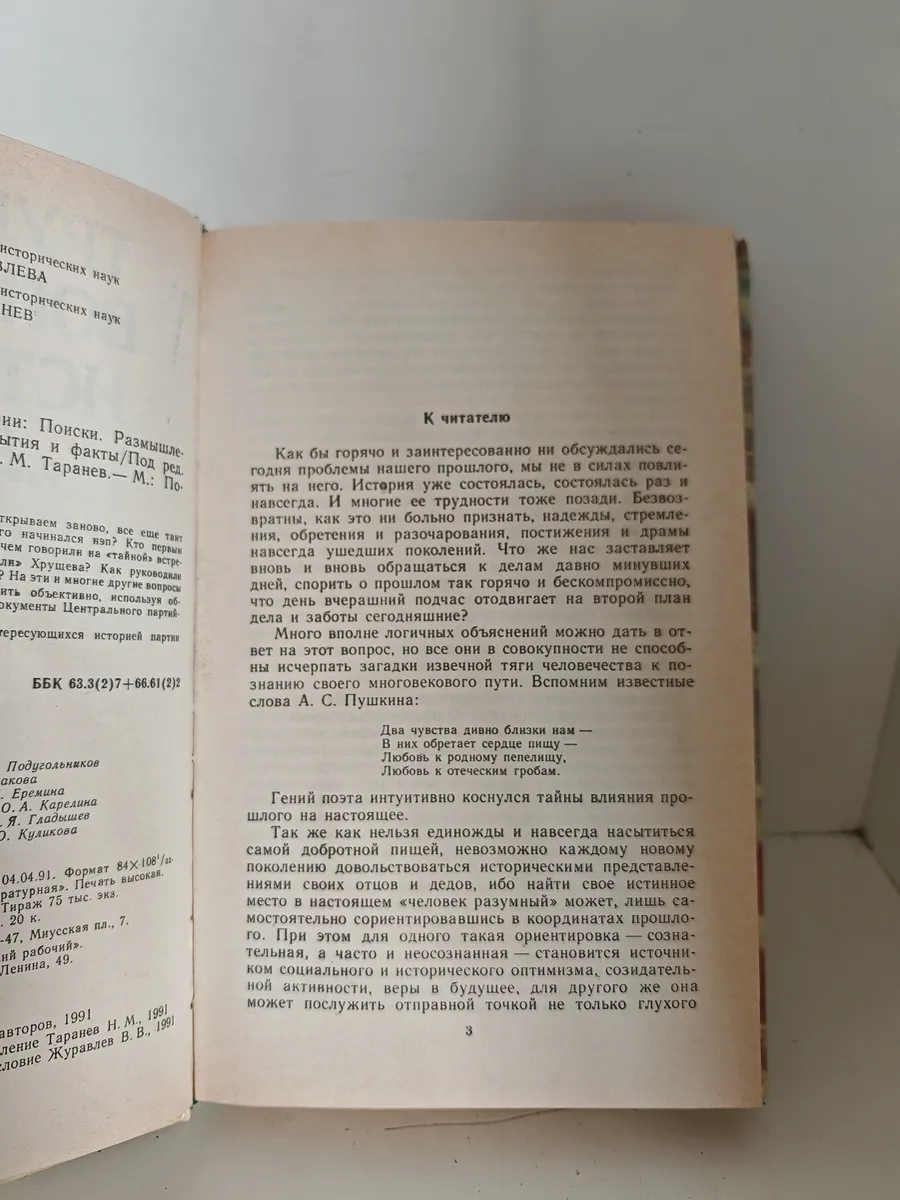 исторических наук
ВЛЕВА
исторических наук
НЕВ
рии: Поиски. Размышле-
бытия и факты/Под ред.
. М. Таранев.— М.: По-
ткрываем заново, все еще таит
го начинался нэп? Кто первым
чем говорили на «тайной» встре-
ли» Хрущева? Как руководили
? На эти и многие другие вопросы
ить объективно, используя об-
окументы Центрального партий-
тересующихся историей партии
ББК 63.3(2)7+66.61(2)2
Подугольников
акова
. Еремина
О. А. Карелина
. Я. Гладышев
О. Куликова
04.04.91. Формат 84×108¹/₃₂.
ратурная». Печать высокая.
Тираж 75 тыс. экз.
. 20 к.
-47, Миусская пл., 7.
ий рабочий».
Ленина, 49.
авторов, 1991
ление Таранев Н. М., 1991
словие Журавлев В. В., 1991
К читателю
Как бы горячо и заинтересованно ни обсуждались се-
годня проблемы нашего прошлого, мы не в силах повли-
ять на него. История уже состоялась, состоялась раз и
навсегда. И многие ее трудности тоже позади. Безвоз-
вратны, как это ни больно признать, надежды, стремле-
ния, обретения и разочарования, постижения и драмы
навсегда ушедших поколений. Что же нас заставляет
вновь и вновь обращаться к делам давно минувших
дней, спорить о прошлом так горячо и бескомпромиссно,
что день вчерашний подчас отодвигает на второй план
дела и заботы сегодняшние?
Много вполне логичных объяснений можно дать в от-
вет на этот вопрос, но все они в совокупности не способ-
ны исчерпать загадки извечной тяги человечества к по-
знанию своего многовекового пути. Вспомним известные
слова А. С. Пушкина:
Два чувства дивно близки нам —
В них обретает сердце пищу —
Любовь к родному пепелищу,
Любовь к отеческим гробам.
Гений поэта интуитивно коснулся тайны влияния про-
шлого на настоящее.
Так же как нельзя единожды и навсегда насытиться
самой добротной пищей, невозможно каждому новому
поколению довольствоваться историческими представле-
ниями своих отцов и дедов, ибо найти свое истинное
место в настоящем «человек разумный» может, лишь са-
мостоятельно сориентировавшись в координатах прошло-
го. При этом для одного такая ориентировка — созна-
тельная, а часто и неосознанная — становится источни-
ком социального и исторического оптимизма, созидатель-
ной активности, веры в будущее, для другого же она
может послужить отправной точкой не только глухого
3